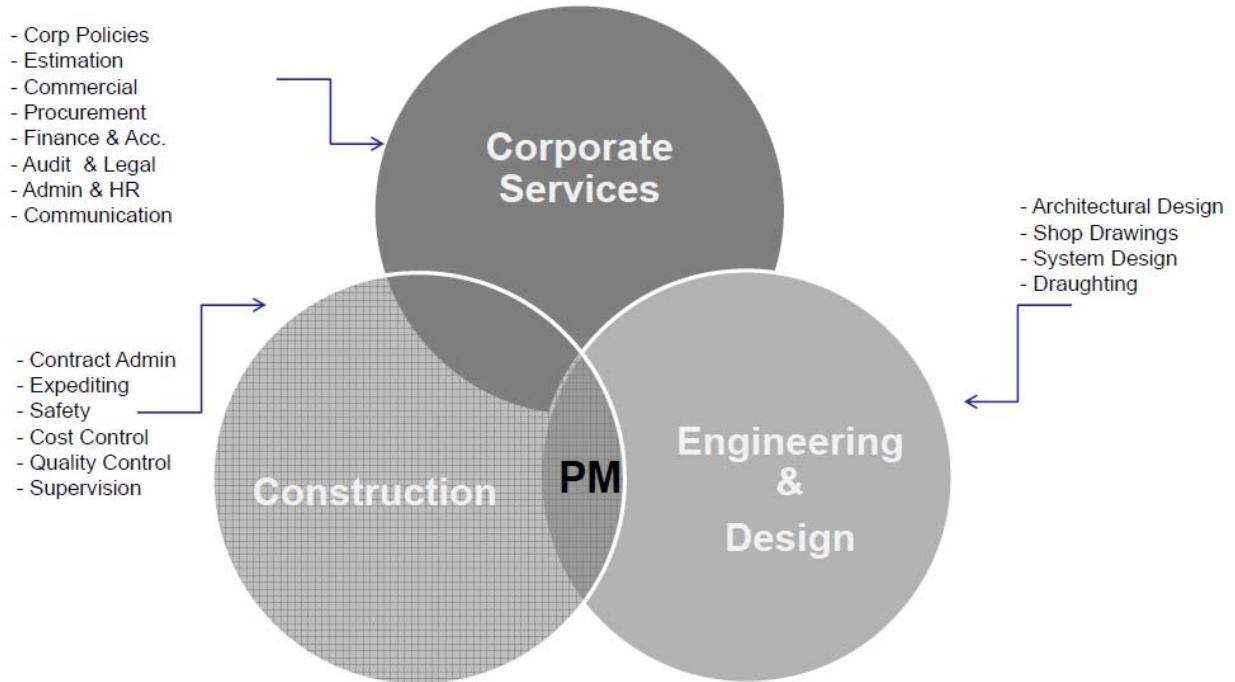 - Corp Policies
- Estimation
- Commercial
- Procurement
- Finance & Acc.
- Audit & Legal
- Admin & HR
- Communication
Corporate
Services
- Architectural Design
- Shop Drawings
- System Design
- Draughting
- Contract Admin
- Expediting
- Safety
- Cost Control
- Quality Control
- Supervision
Construction
PM
Engineering
&
Design